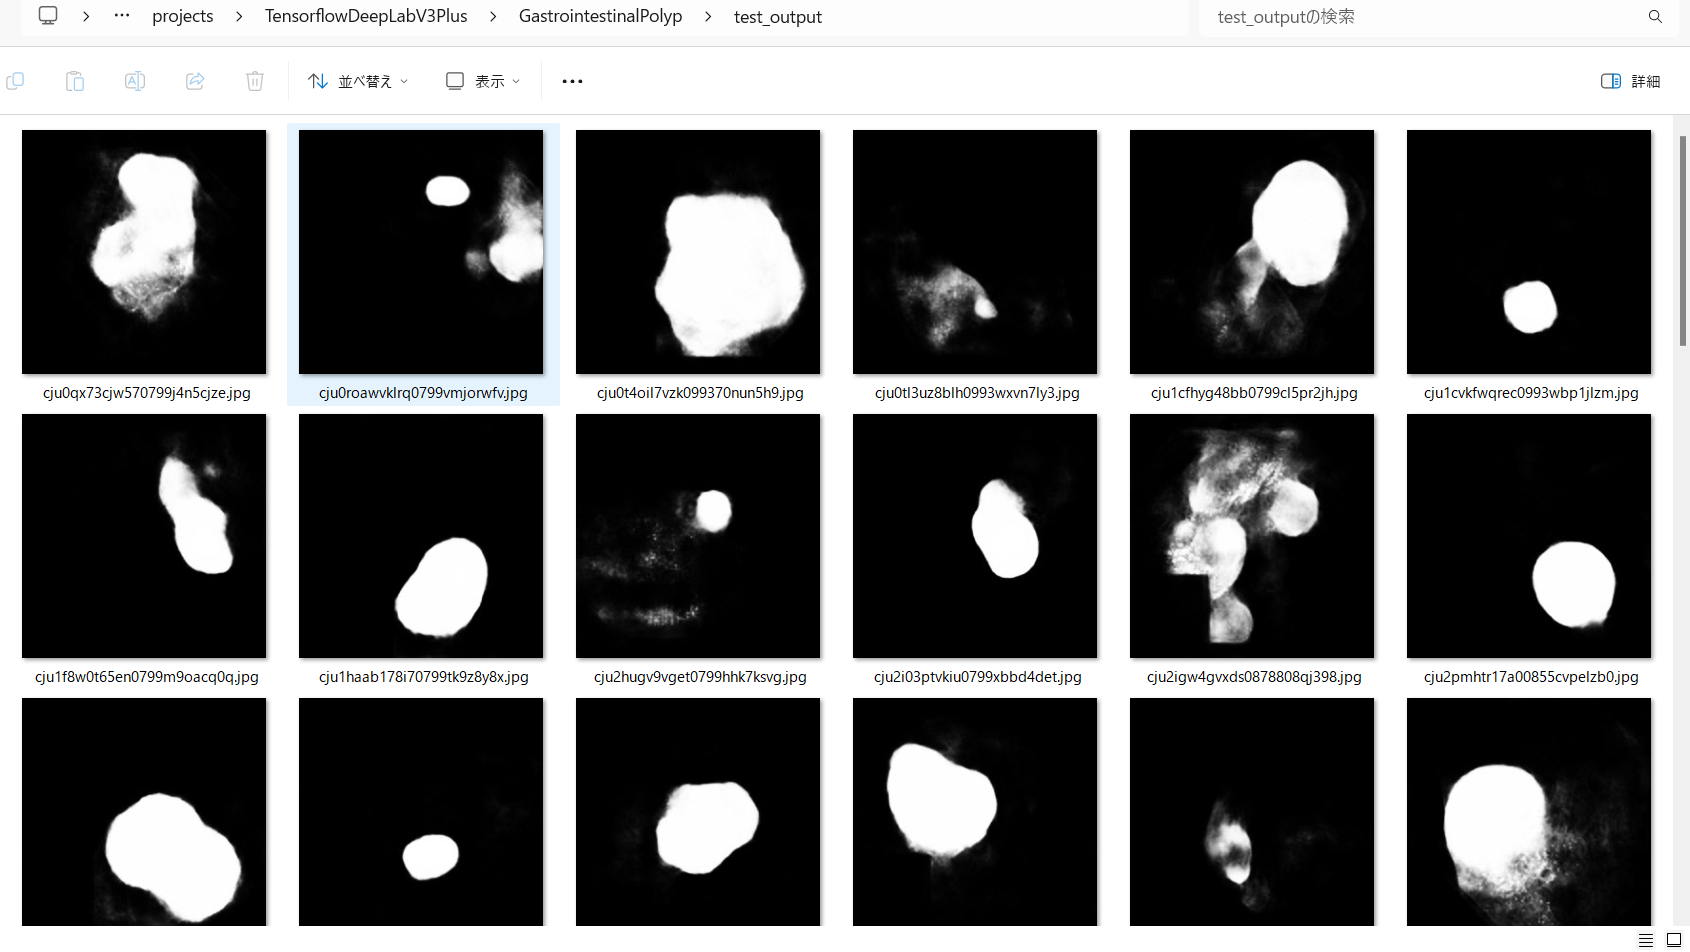 projects > TensorflowDeepLabV3Plus > GastrointestinalPolyp > test_output
test_outputの検索
並べ替え
表示
詳細
cju0qx73cjw570799j4n5cjze.jpg
cju0roawvklrq0799vmjorwfv.jpg
cju0t4oil7vzk099370nun5h9.jpg
cju0tl3uz8blh0993wxvn7ly3.jpg
cju1cfhyg48bb0799cl5pr2jh.jpg
cju1cvkfwqrec0993wbp1jlzm.jpg
cju1f8w0t65en0799m9oacq0q.jpg
cju1haab178i70799tk9z8y8x.jpg
cju2hugv9vget0799hhk7ksvg.jpg
cju2i03ptvkiu0799xbbd4det.jpg
cju2igw4gvxds0878808qj398.jpg
cju2pmhtr17a00855cvpelzb0.jpg